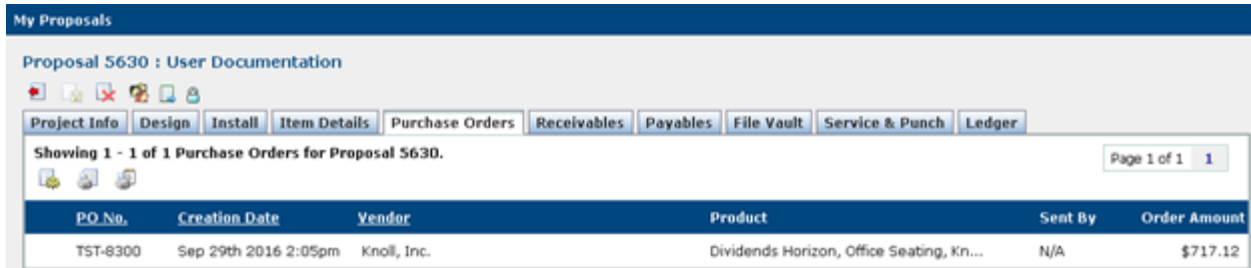 My Proposals
Proposal 5630 : User Documentation
Project Info Design Install Item Details Purchase Orders Receivables Payables File Vault Service & Punch Ledger
Showing 1 - 1 of 1 Purchase Orders for Proposal 5630.
Page 1 of 1 1
PO No. Creation Date Vendor Product Sent By Order Amount
TST-8300 Sep 29th 2016 2:05pm Knoll, Inc. Dividends Horizon, Office Seating, Kn... N/A $717.12